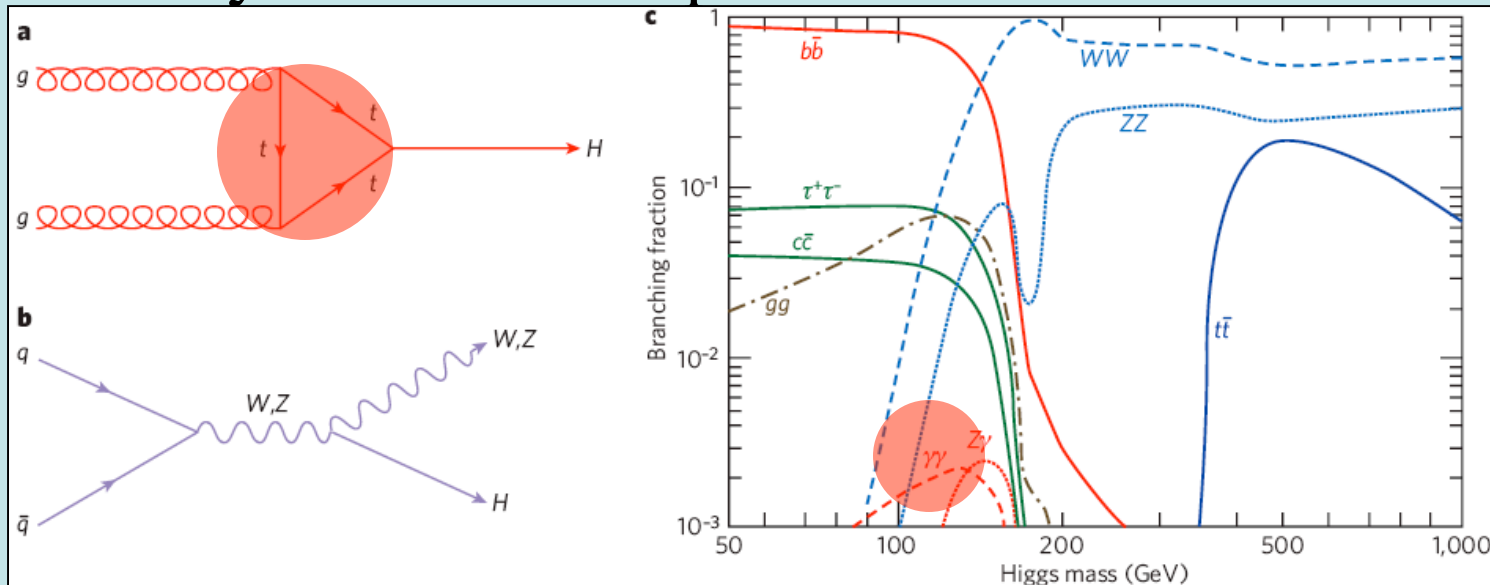 a
g
t
t
t
H
g
b
q
W,Z
W,Z
q̄
H
c
Branching fraction
1
10⁻¹
10⁻²
10⁻³
bb̄
WW
ZZ
τ⁺τ⁻
cc̄
gg
tt̄
Zγ
γγ
50
100
200
500
1,000
Higgs mass (GeV)